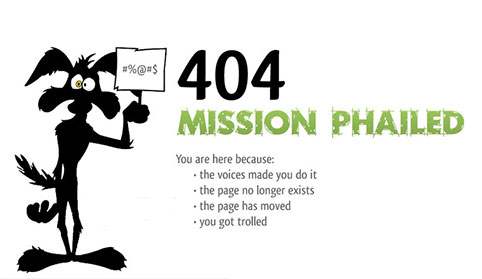 #%@#$
404
MISSION PHAILED
You are here because:
• the voices made you do it
• the page no longer exists
• the page has moved
• you got trolled